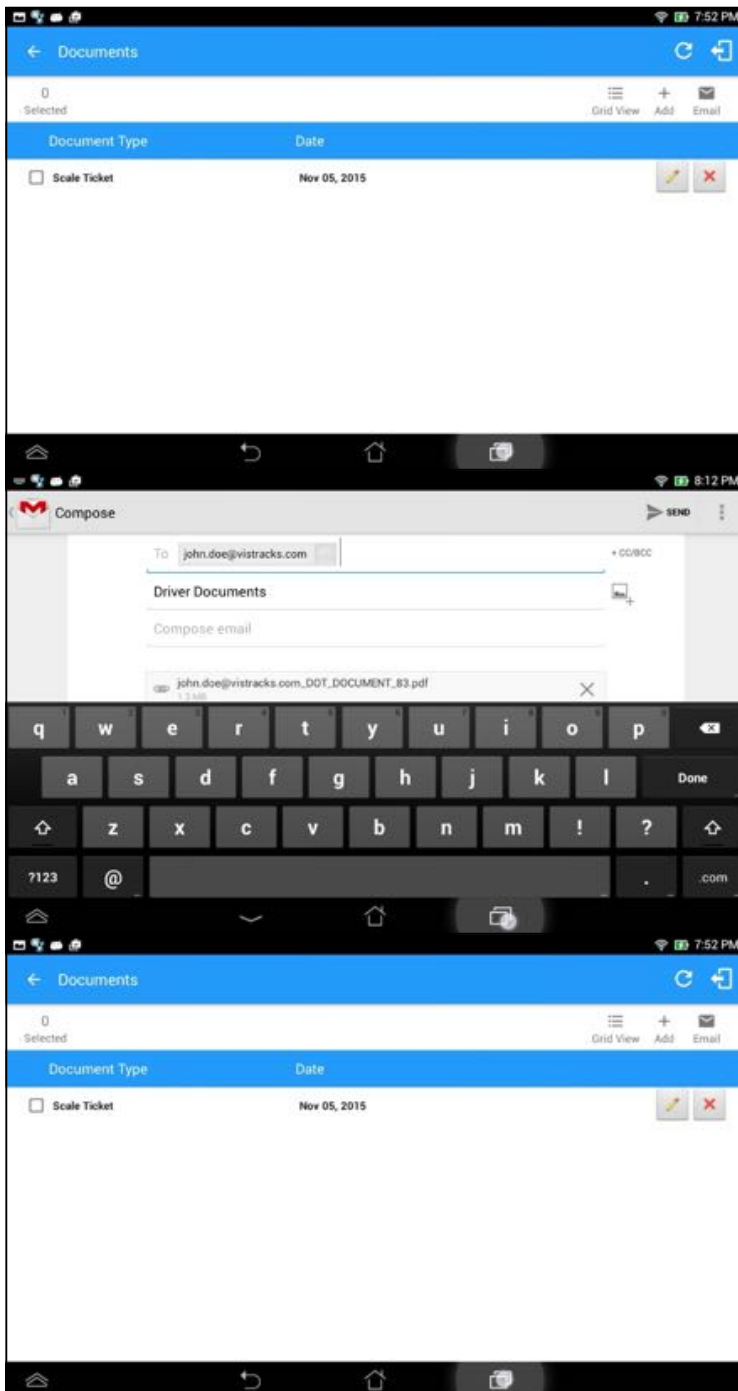 7:52 PM
Documents
0
Selected
Grid View Add Email
Document Type Date
Scale Ticket Nov 05, 2015
8:12 PM
Compose SEND
To john.doe@vistracks.com + CC/BCC
Driver Documents
Compose email
john.doe@vistracks.com_DOT_DOCUMENT_83.pdf
1.3 MB
q w e r t y u i o p
a s d f g h j k l Done
z x c v b n m ! ?
?123 @ . .com
7:52 PM
Documents
0
Selected
Grid View Add Email
Document Type Date
Scale Ticket Nov 05, 2015